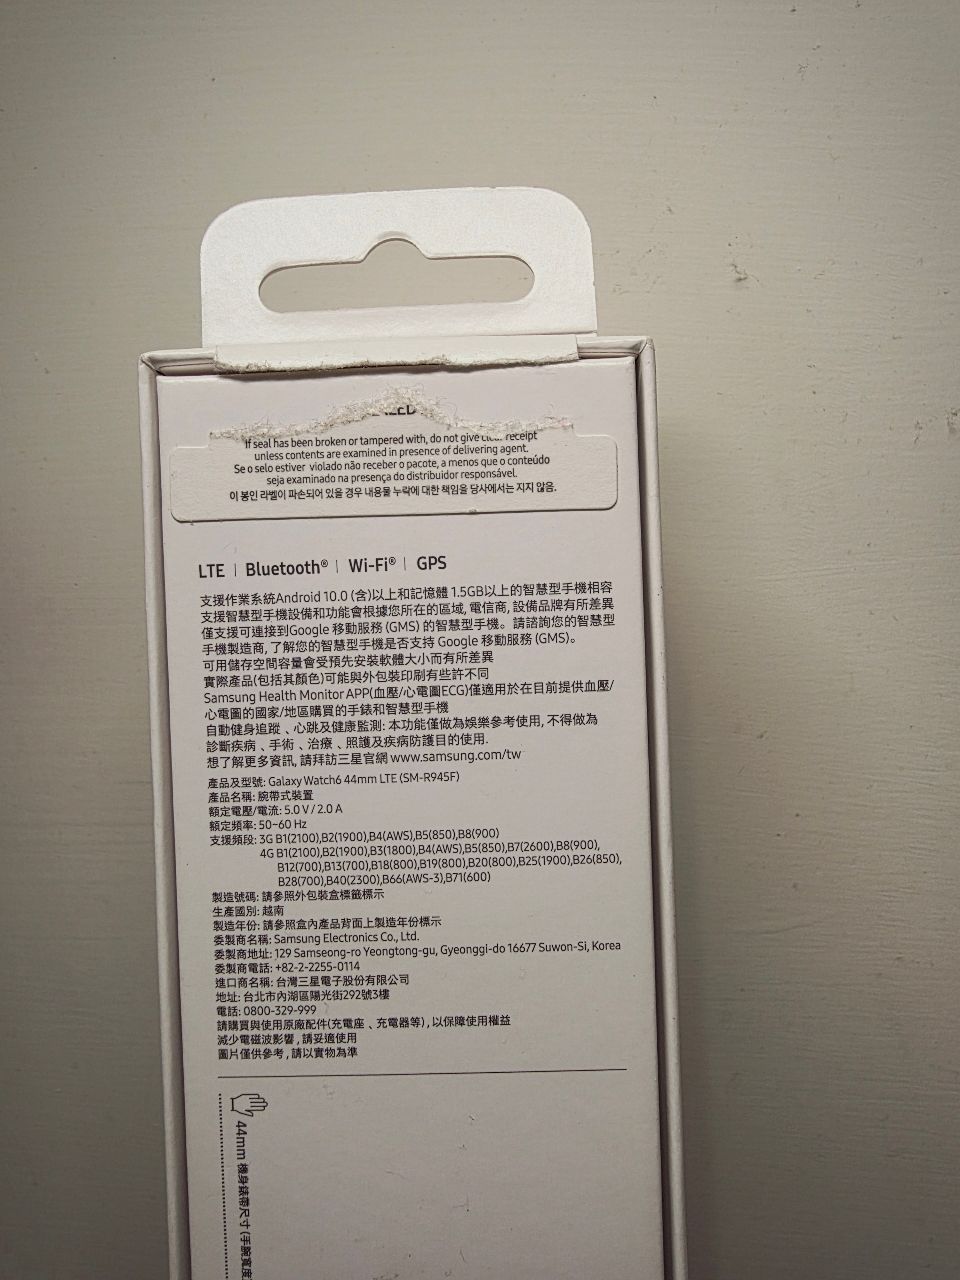 If seal has been broken or tampered with, do not give clear receipt
unless contents are examined in presence of delivering agent.
Se o selo estiver violado não receber o pacote, a menos que o conteúdo
seja examinado na presença do distribuidor responsável.
이 봉인 라벨이 파손되어 있을 경우 내용물 누락에 대한 책임을 당사에서는 지지 않음.
LTE | Bluetooth® | Wi-Fi® | GPS
支援作業系統Android 10.0 (含)以上和記憶體 1.5GB以上的智慧型手機相容
支援智慧型手機設備和功能會根據您所在的區域, 電信商, 設備品牌有所差異
僅支援可連接到Google 移動服務 (GMS) 的智慧型手機。請諮詢您的智慧型
手機製造商, 了解您的智慧型手機是否支持 Google 移動服務 (GMS)。
可用儲存空間容量會受預先安裝軟體大小而有所差異
實際產品(包括其顏色)可能與外包裝印刷有些許不同
Samsung Health Monitor APP(血壓/心電圖ECG)僅適用於在目前提供血壓/
心電圖的國家/地區購買的手錶和智慧型手機
自動健身追蹤、心跳及健康監測: 本功能僅做為娛樂參考使用, 不得做為
診斷疾病、手術、治療、照護及疾病防護目的使用.
想了解更多資訊, 請拜訪三星官網 www.samsung.com/tw
產品及型號: Galaxy Watch6 44mm LTE (SM-R945F)
產品名稱: 腕帶式裝置
額定電壓/電流: 5.0 V / 2.0 A
額定頻率: 50~60 Hz
支援頻段: 3G B1(2100),B2(1900),B4(AWS),B5(850),B8(900)
4G B1(2100),B2(1900),B3(1800),B4(AWS),B5(850),B7(2600),B8(900),
B12(700),B13(700),B18(800),B19(800),B20(800),B25(1900),B26(850),
B28(700),B40(2300),B66(AWS-3),B71(600)
製造號碼: 請參照外包裝盒標籤標示
生產國別: 越南
製造年份: 請參照盒內產品背面上製造年份標示
委製商名稱: Samsung Electronics Co., Ltd.
委製商地址: 129 Samseong-ro Yeongtong-gu, Gyeonggi-do 16677 Suwon-Si, Korea
委製商電話: +82-2-2255-0114
進口商名稱: 台灣三星電子股份有限公司
地址: 台北市內湖區陽光街292號3樓
電話: 0800-329-999
請購買與使用原廠配件(充電座、充電器等), 以保障使用權益
減少電磁波影響, 請妥適使用
圖片僅供參考, 請以實物為準
44mm 機身錶帶尺寸 (手腕寬度